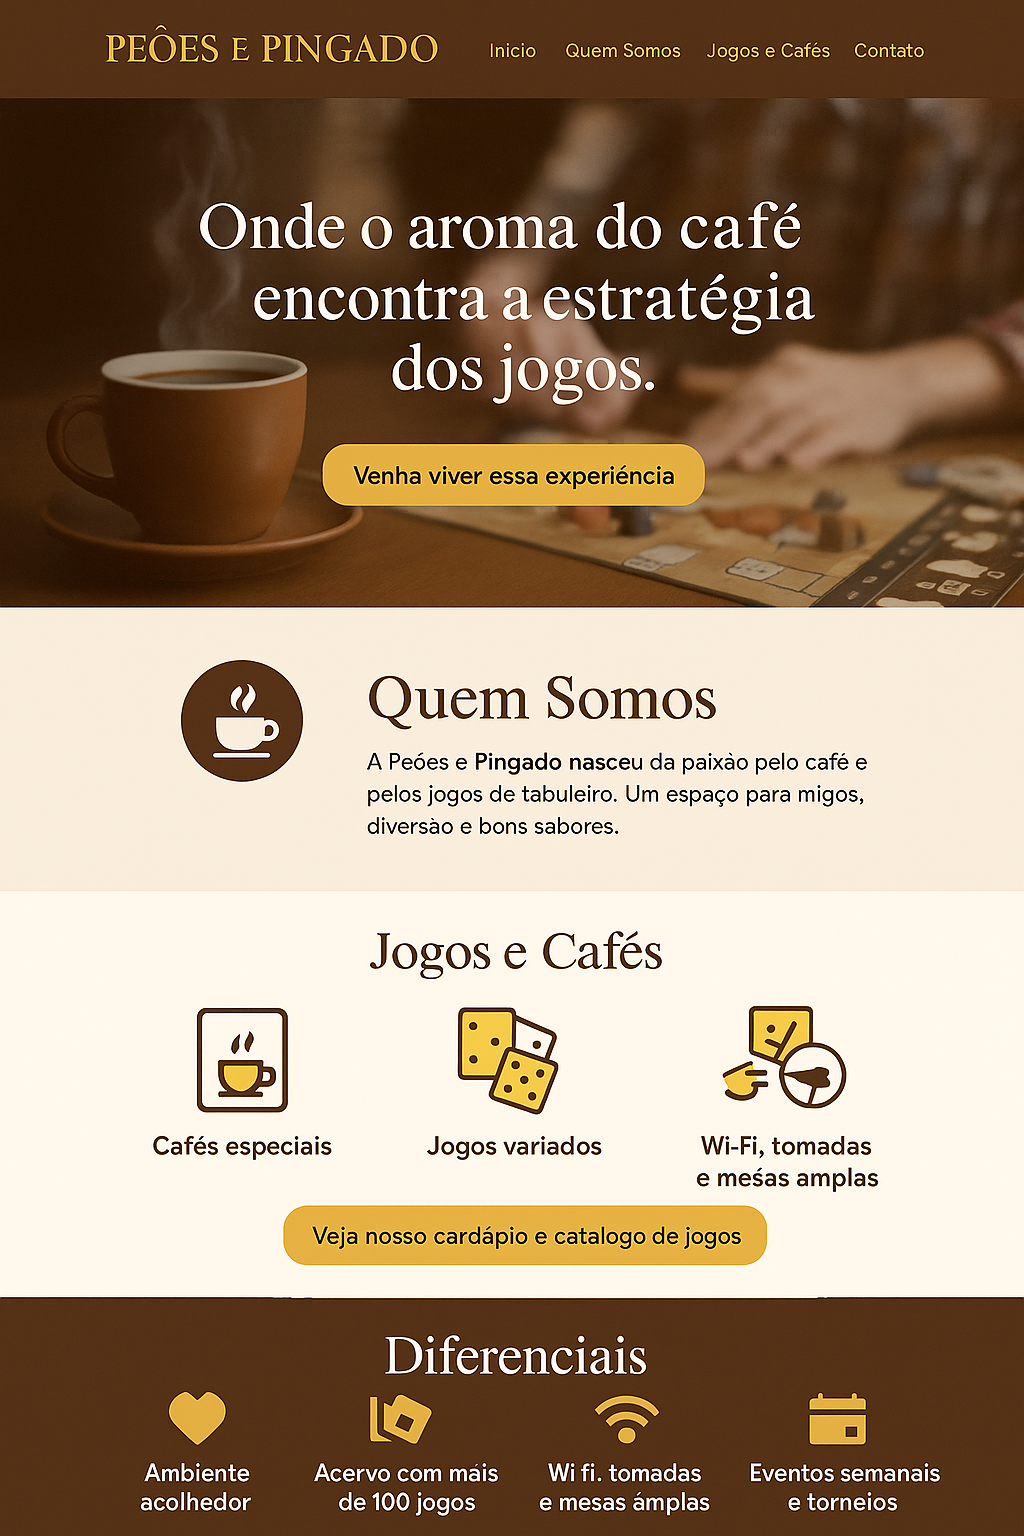 PEÔES E PINGADO
Inicio Quem Somos Jogos e Cafés Contato
Onde o aroma do café
encontra a estratégia
dos jogos.
Venha viver essa experiéncia
Quem Somos
A Peóes e Pingado nasceu da paixào pelo café e
pelos jogos de tabuleiro. Um espaço para migos,
diversào e bons sabores.
Jogos e Cafés
Cafés especiais
Jogos variados
Wi-Fi, tomadas
e meśas amplas
Veja nosso cardápio e catalogo de jogos
Diferenciais
Ambiente
acolhedor
Acervo com máis
de 100 jogos
Wi fi. tomadas
e mesas ámplas
Eventos semanais
e torneios